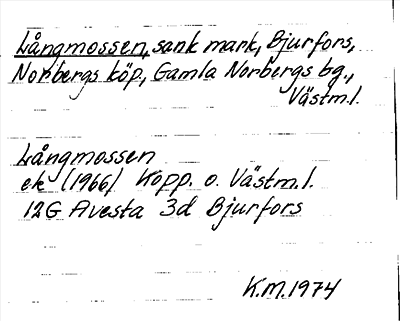 Långmossen, sank mark, Bjurfors,
Norbergs köp., Gamla Norbergs bg.,
Västm.l.
Långmossen
ek (1966) Kopp. o. Västm.l.
12G Avesta 3d Bjurfors
K.M. 1974